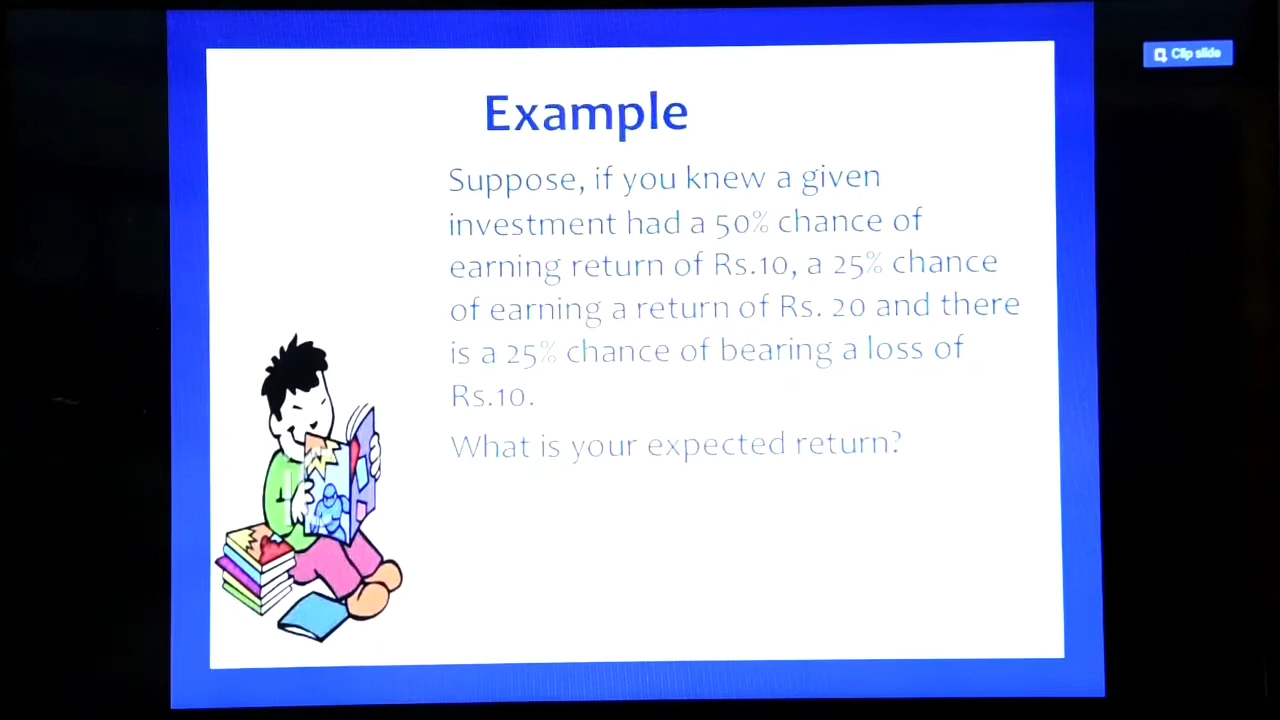 Clip slide
Example
Suppose, if you knew a given
investment had a 50% chance of
earning return of Rs.10, a 25% chance
of earning a return of Rs. 20 and there
is a 25% chance of bearing a loss of
Rs.10.
What is your expected return?